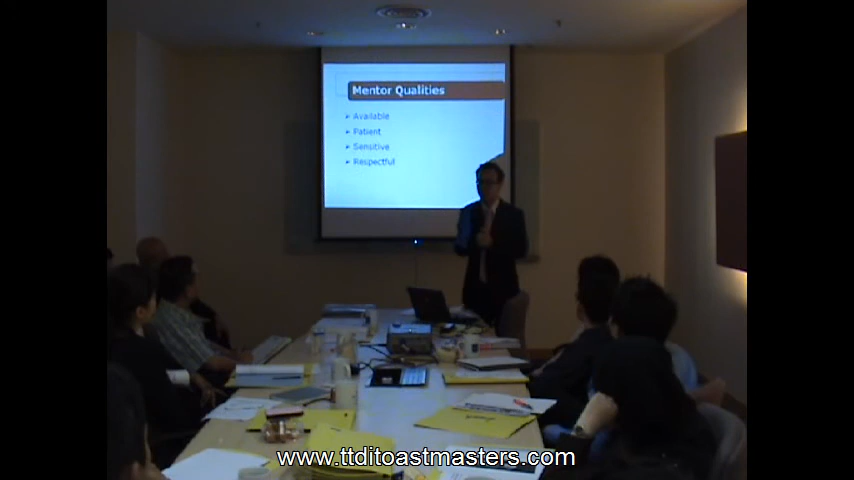 Mentor Qualities
➢ Available
➢ Patient
➢ Sensitive
➢ Respectful
www.ttditoastmasters.com